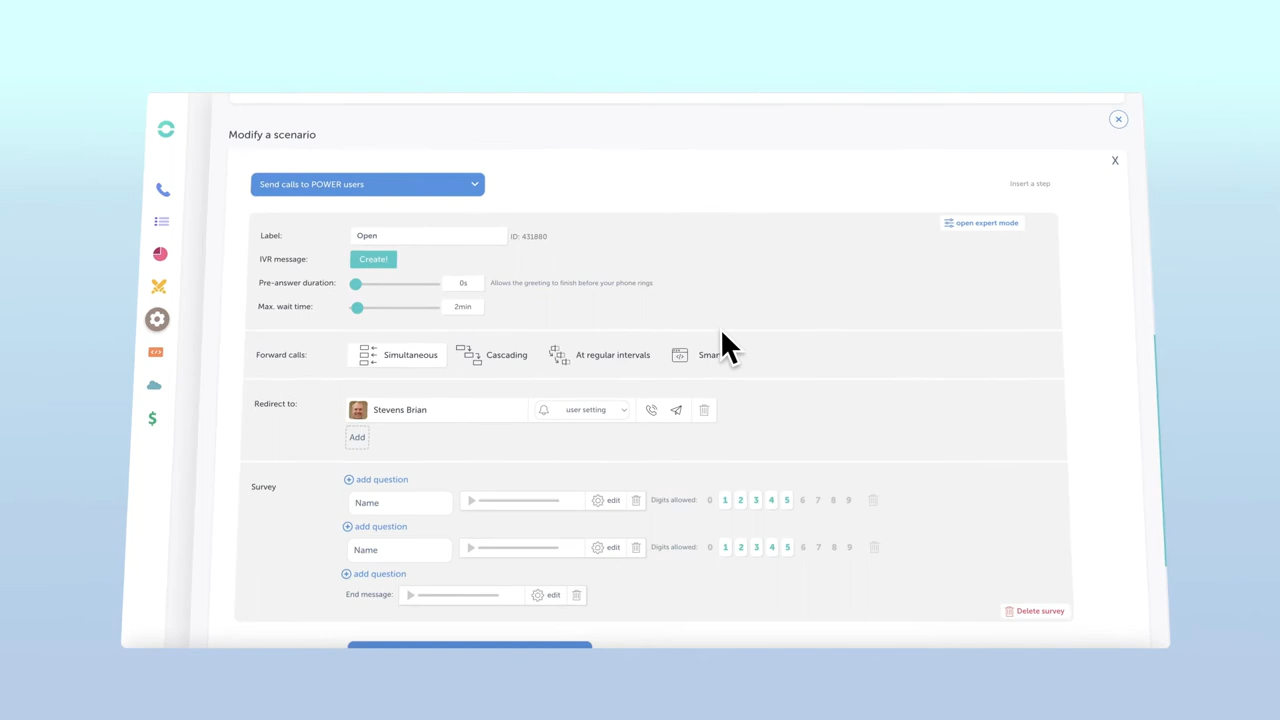 Modify a scenario
X
Send calls to POWER users
Insert a step
open expert mode
Label: Open ID: 431880
IVR message: Create!
Pre-answer duration: 0s Allows the greeting to finish before your phone rings.
Max. wait time: 2min
Forward calls: Simultaneous Cascading At regular intervals
Redirect to: Stevens Brian user setting
Add
Survey
add question
Name edit Digits allowed: 0 1 2 3 4 5 6 7 8 9
add question
Name edit Digits allowed: 0 1 2 3 4 5 6 7 8 9
add question
End message: edit
Delete survey